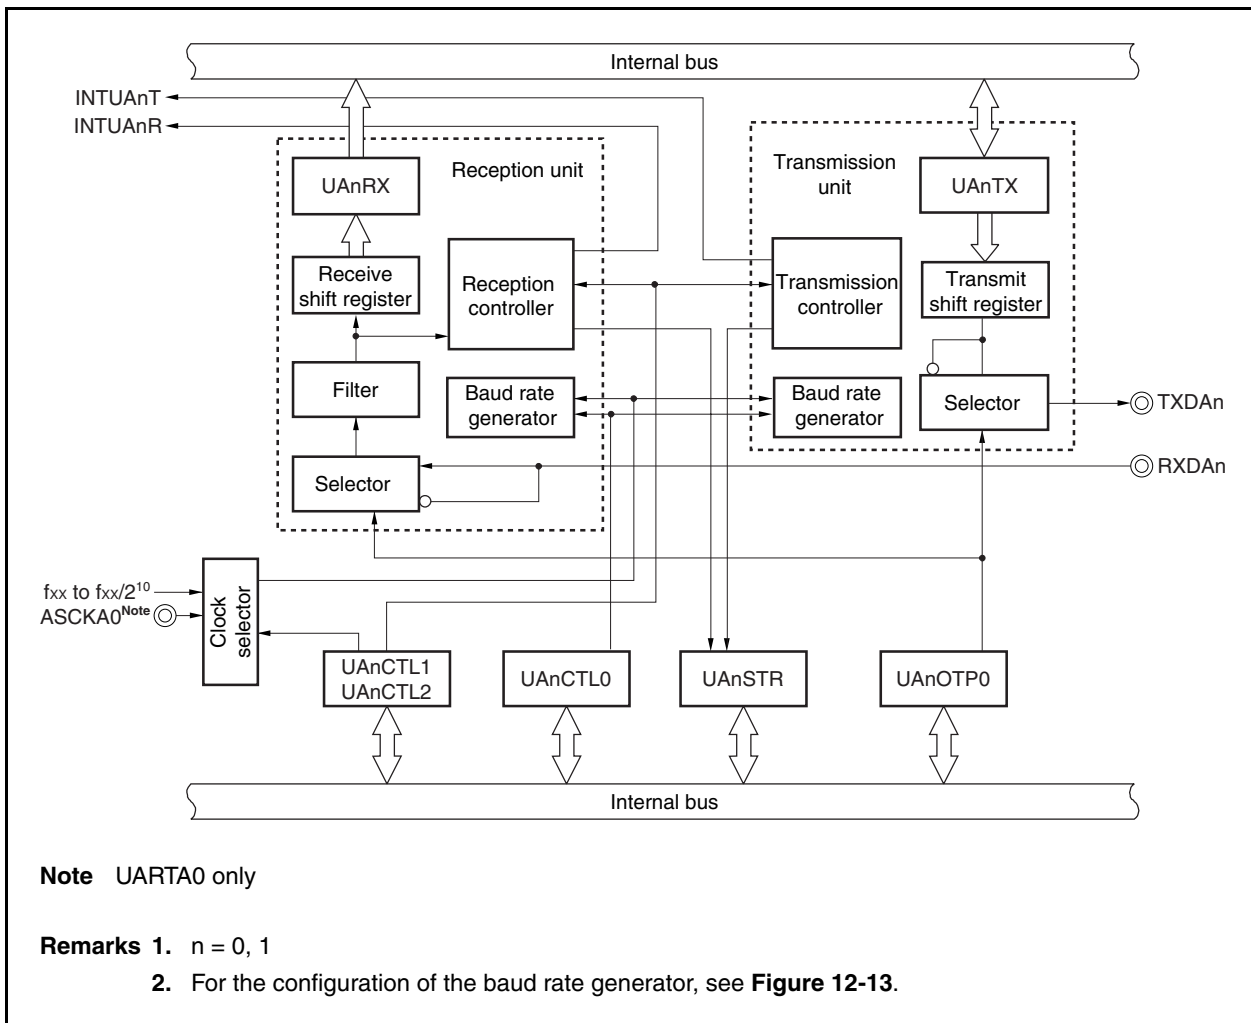 Internal bus
INTUAnT
INTUAnR
Reception unit
Transmission
unit
UAnRX
UAnTX
Receive
shift register
Reception
controller
Transmission
controller
Transmit
shift register
Filter
Baud rate
generator
Baud rate
generator
Selector
TXDAn
RXDAn
Selector
fxx to fxx/2¹⁰
ASCKA0Note
Clock
selector
UAnCTL1
UAnCTL2
UAnCTL0
UAnSTR
UAnOTP0
Internal bus
Note UARTA0 only
Remarks 1. n = 0, 1
2. For the configuration of the baud rate generator, see Figure 12-13.